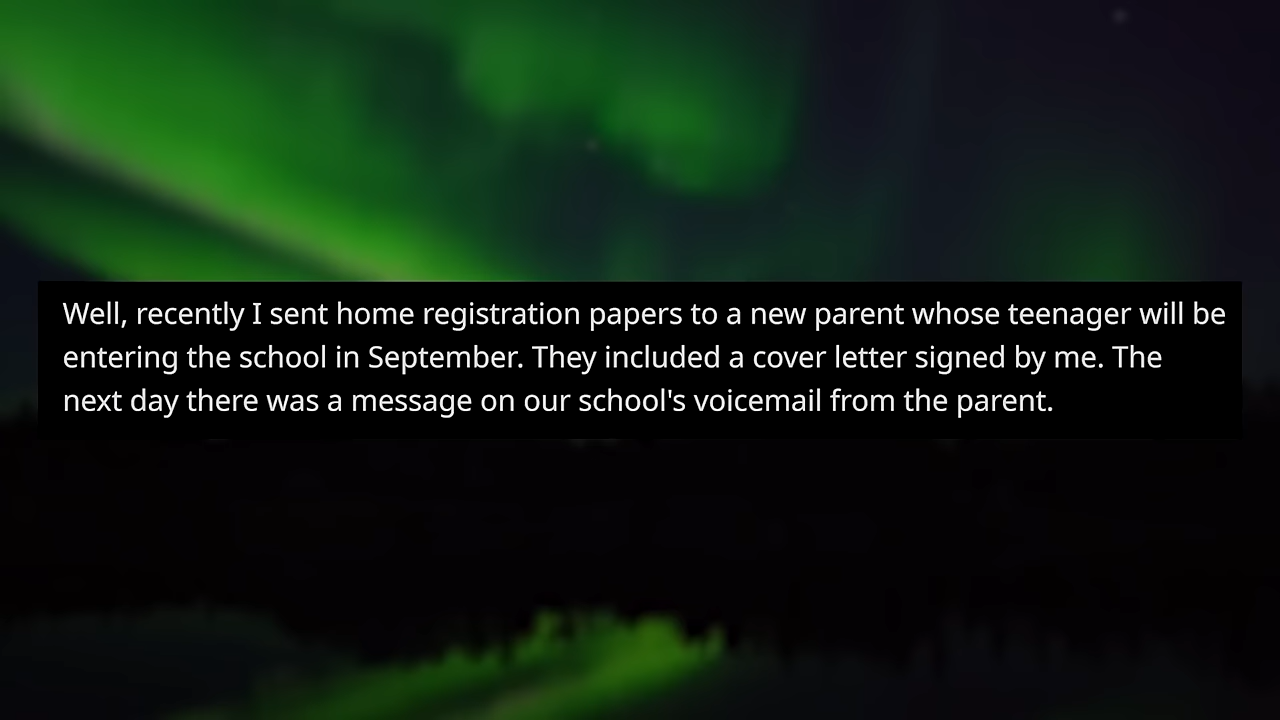 Well, recently I sent home registration papers to a new parent whose teenager will be
entering the school in September. They included a cover letter signed by me. The
next day there was a message on our school's voicemail from the parent.